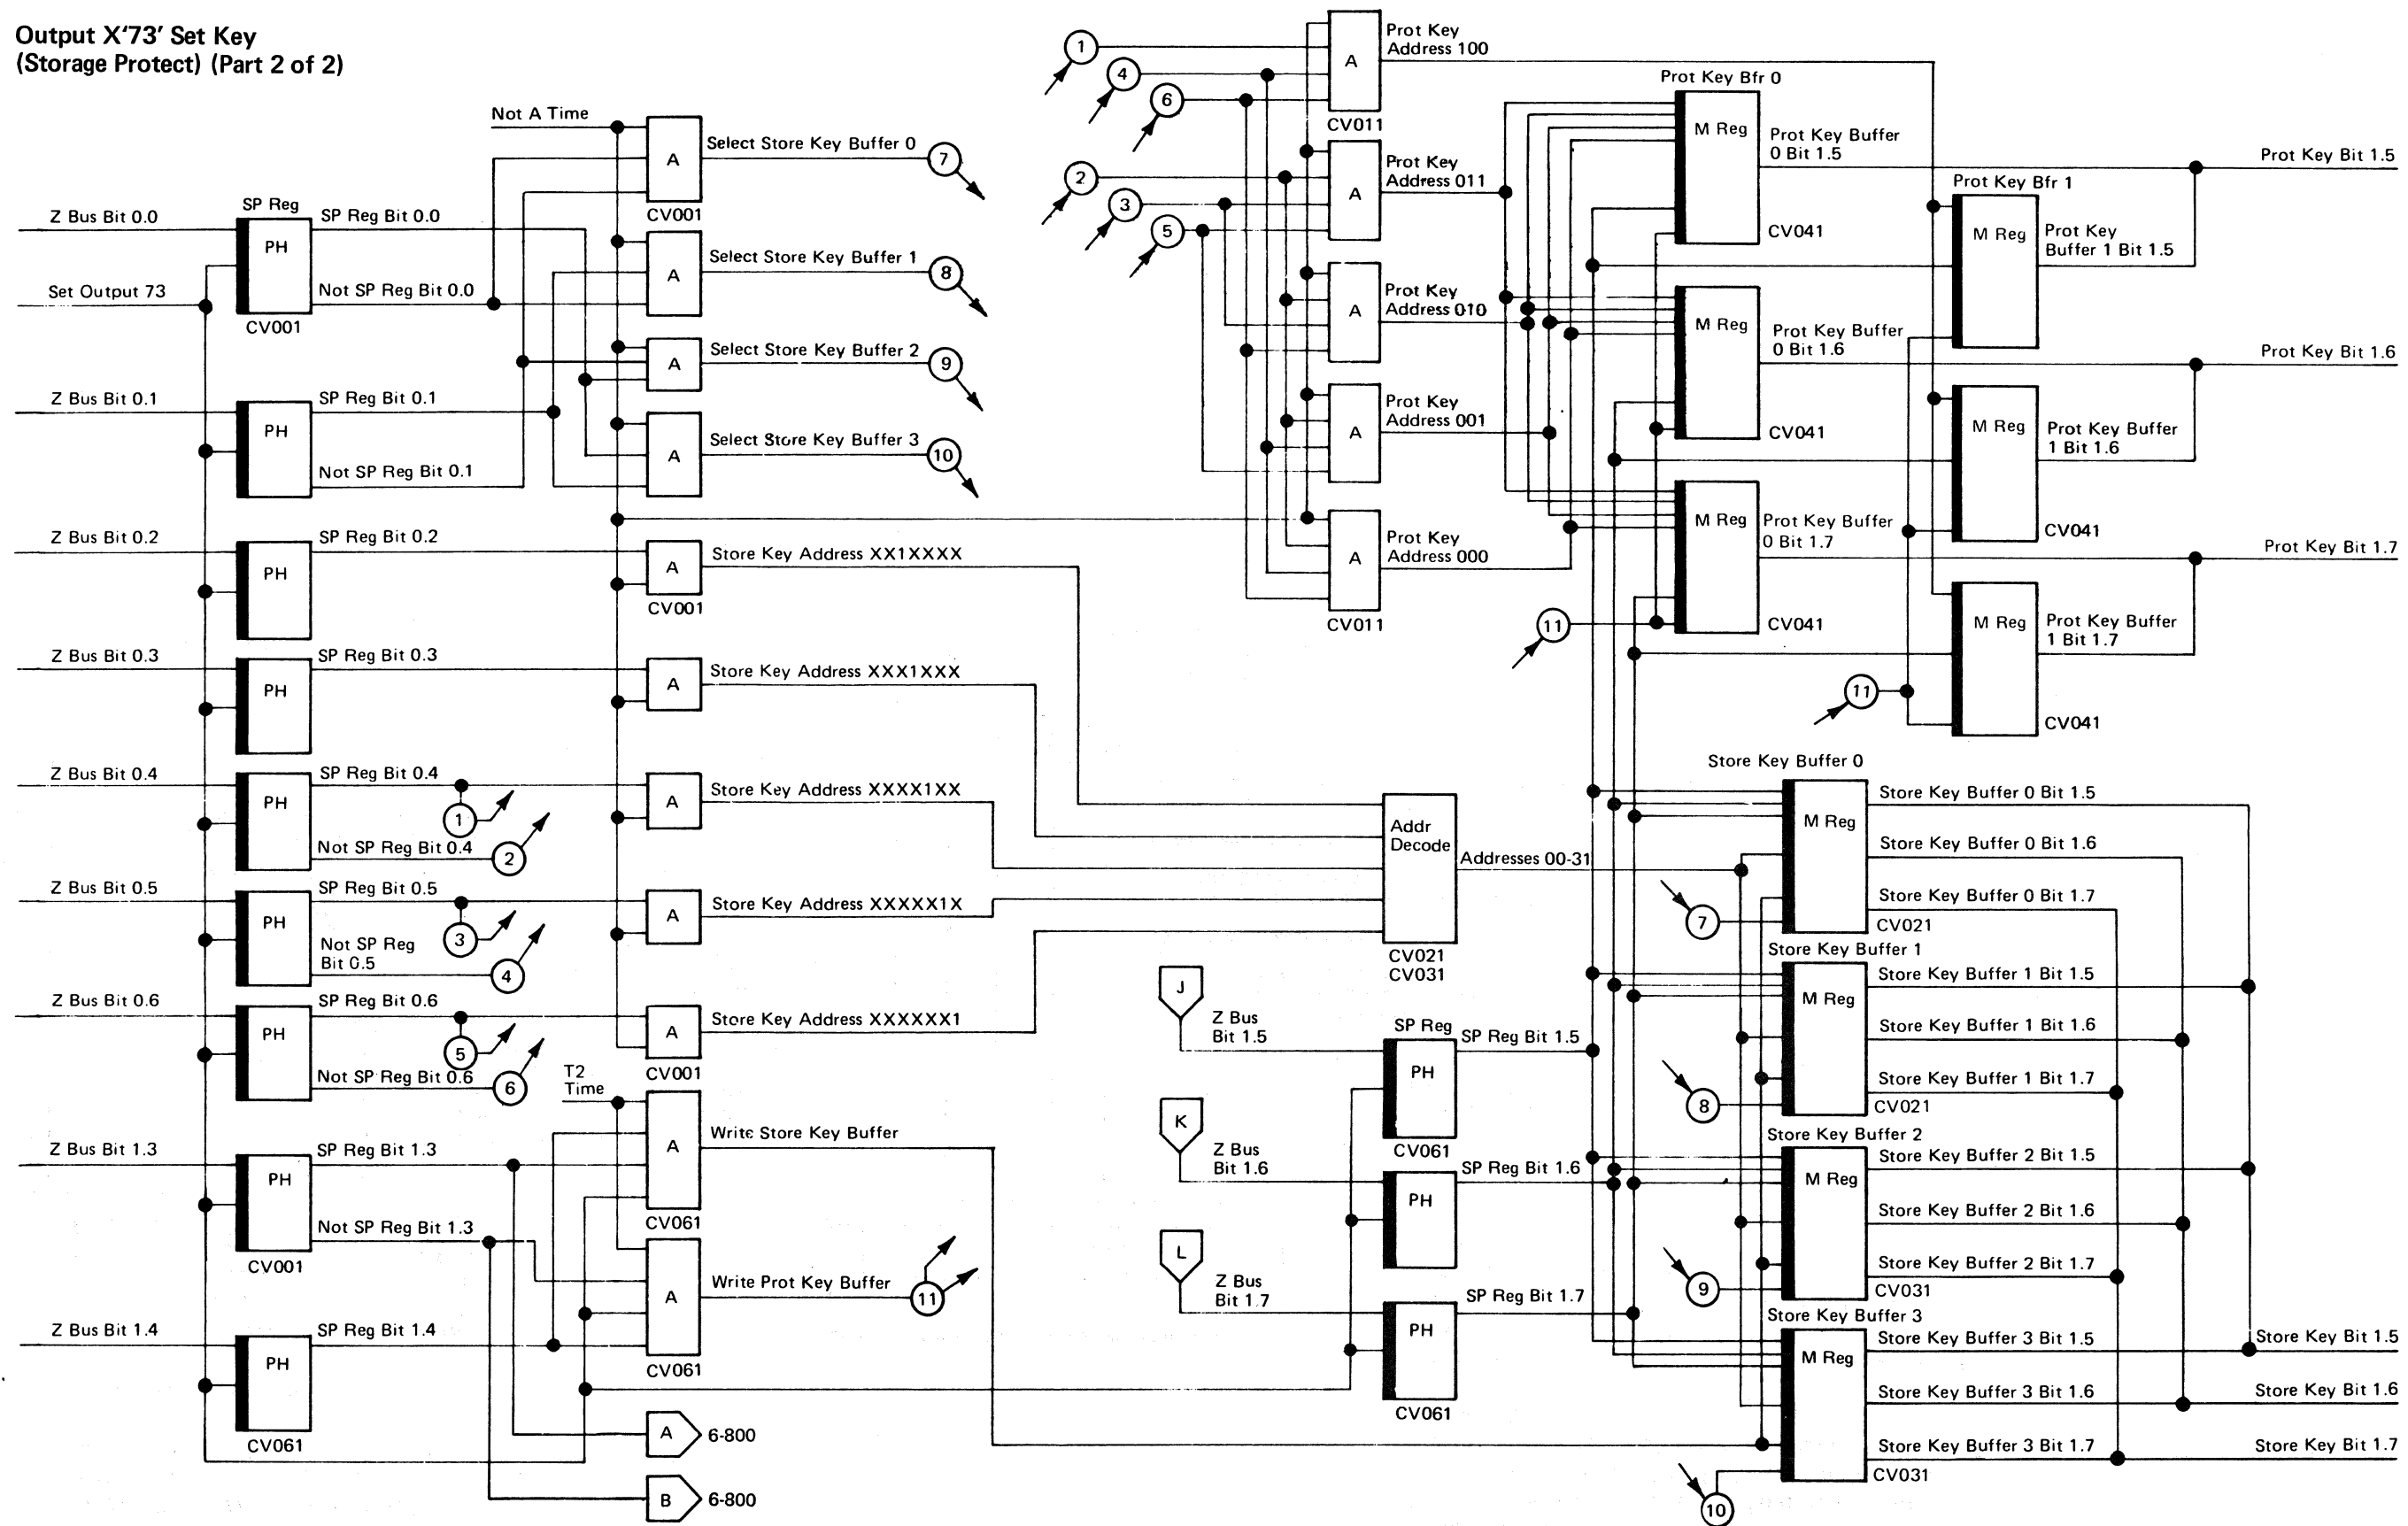 Output X'73' Set Key
(Storage Protect) (Part 2 of 2)
Not A Time
A
Select Store Key Buffer 0
7
CV001
Z Bus Bit 0.0
SP Reg
PH
SP Reg Bit 0.0
Not SP Reg Bit 0.0
CV001
Set Output 73
A
Select Store Key Buffer 1
8
A
Select Store Key Buffer 2
9
Z Bus Bit 0.1
PH
SP Reg Bit 0.1
Not SP Reg Bit 0.1
A
Select Store Key Buffer 3
10
Z Bus Bit 0.2
PH
SP Reg Bit 0.2
A
Store Key Address XX1XXXX
CV001
Z Bus Bit 0.3
PH
SP Reg Bit 0.3
A
Store Key Address XXX1XXX
Z Bus Bit 0.4
PH
SP Reg Bit 0.4
1
Not SP Reg Bit 0.4
2
A
Store Key Address XXXX1XX
Z Bus Bit 0.5
PH
SP Reg Bit 0.5
3
Not SP Reg
Bit 0.5
4
A
Store Key Address XXXXX1X
Z Bus Bit 0.6
PH
SP Reg Bit 0.6
5
Not SP Reg Bit 0.6
6
A
Store Key Address XXXXXX1
CV001
T2
Time
Z Bus Bit 1.3
PH
SP Reg Bit 1.3
Not SP Reg Bit 1.3
CV001
A
Write Store Key Buffer
CV061
A
Write Prot Key Buffer
11
CV061
Z Bus Bit 1.4
PH
SP Reg Bit 1.4
CV061
A
6-800
B
6-800
1
4
6
A
Prot Key
Address 100
CV011
2
3
5
A
Prot Key
Address 011
A
Prot Key
Address 010
A
Prot Key
Address 001
A
Prot Key
Address 000
CV011
Addr
Decode
Addresses 00-31
CV021
CV031
J
Z Bus
Bit 1.5
SP Reg
PH
SP Reg Bit 1.5
CV061
K
Z Bus
Bit 1.6
PH
SP Reg Bit 1.6
L
Z Bus
Bit 1.7
PH
SP Reg Bit 1.7
CV061
Prot Key Bfr 0
M Reg
Prot Key Buffer
0 Bit 1.5
CV041
M Reg
Prot Key Buffer
0 Bit 1.6
CV041
M Reg
Prot Key Buffer
0 Bit 1.7
CV041
11
Prot Key Bfr 1
M Reg
Prot Key
Buffer 1 Bit 1.5
M Reg
Prot Key Buffer
1 Bit 1.6
CV041
M Reg
Prot Key Buffer
1 Bit 1.7
CV041
11
Prot Key Bit 1.5
Prot Key Bit 1.6
Prot Key Bit 1.7
Store Key Buffer 0
M Reg
Store Key Buffer 0 Bit 1.5
Store Key Buffer 0 Bit 1.6
Store Key Buffer 0 Bit 1.7
7
CV021
Store Key Buffer 1
M Reg
Store Key Buffer 1 Bit 1.5
Store Key Buffer 1 Bit 1.6
Store Key Buffer 1 Bit 1.7
8
CV021
Store Key Buffer 2
M Reg
Store Key Buffer 2 Bit 1.5
Store Key Buffer 2 Bit 1.6
Store Key Buffer 2 Bit 1.7
9
CV031
Store Key Buffer 3
M Reg
Store Key Buffer 3 Bit 1.5
Store Key Buffer 3 Bit 1.6
Store Key Buffer 3 Bit 1.7
10
CV031
Store Key Bit 1.5
Store Key Bit 1.6
Store Key Bit 1.7